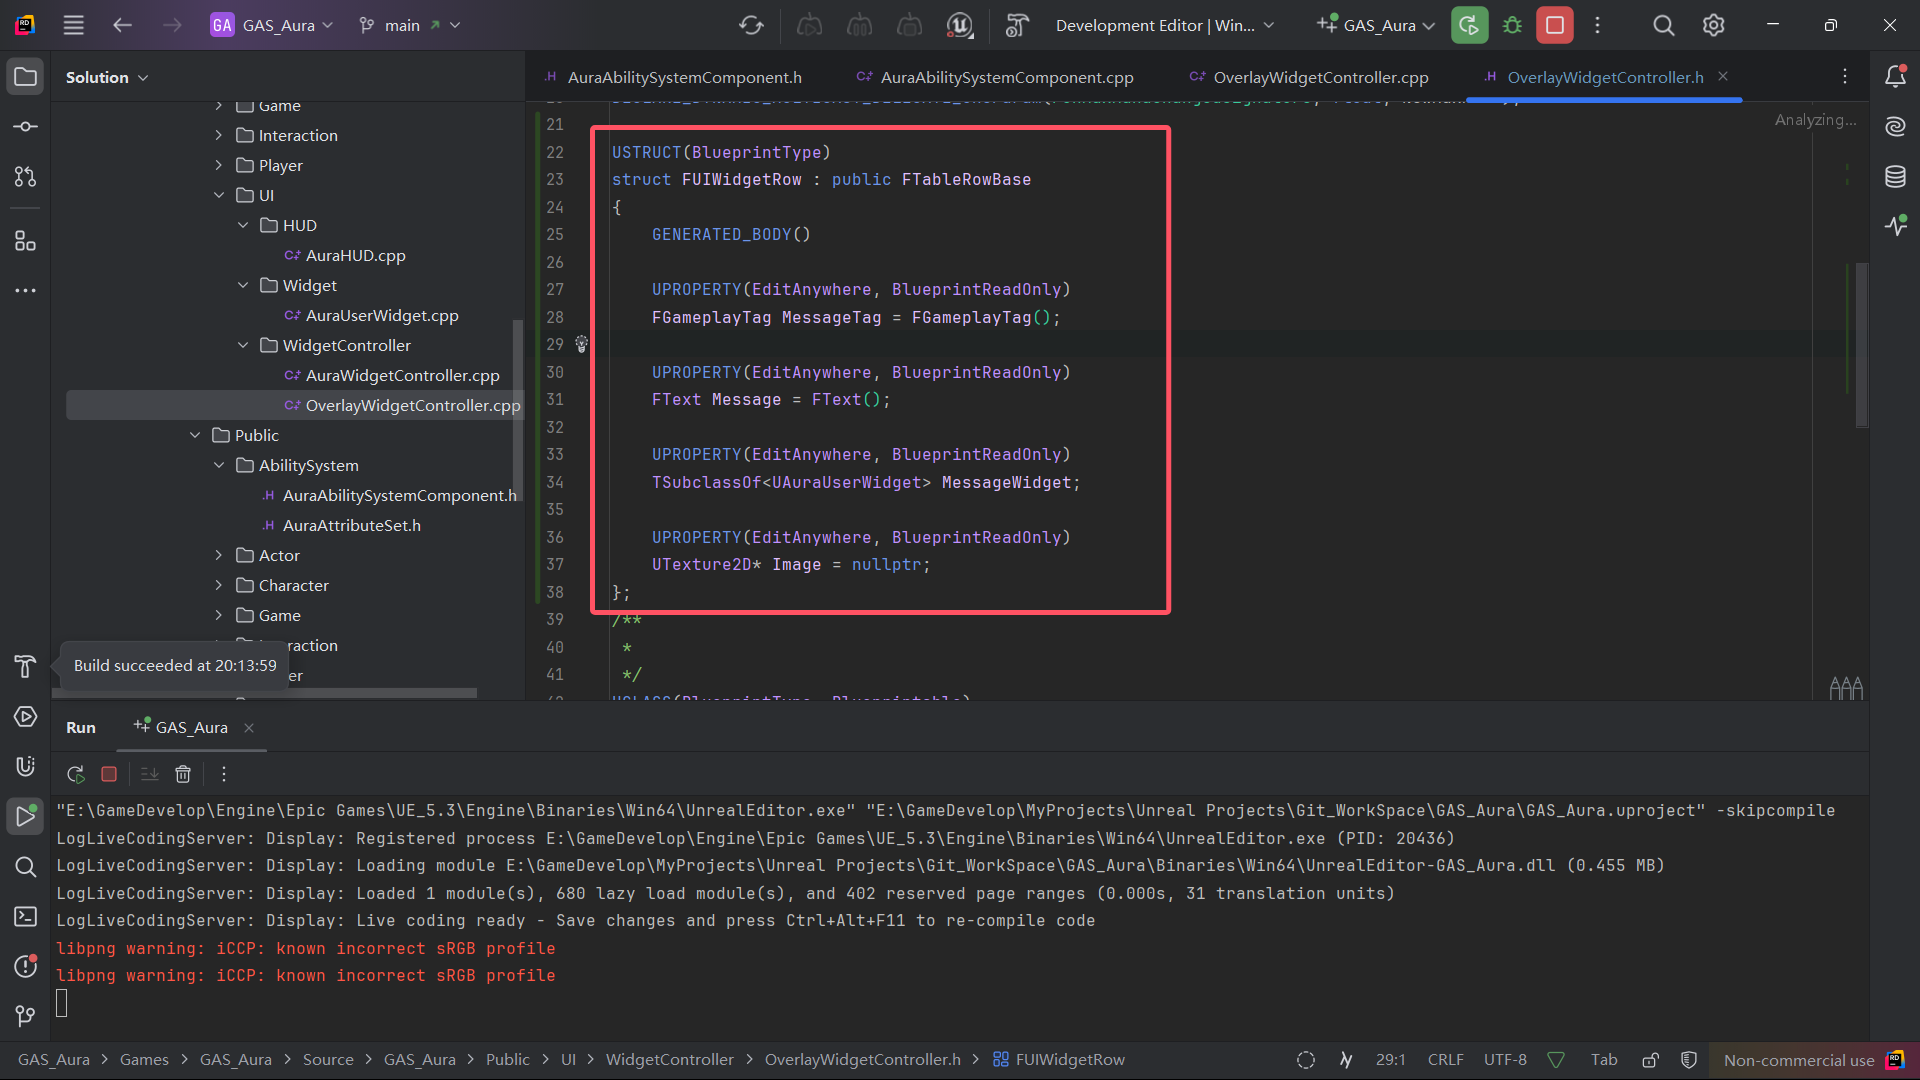 GA GAS_Aura main Development Editor | Win... GAS_Aura
Solution
AuraAbilitySystemComponent.h AuraAbilitySystemComponent.cpp OverlayWidgetController.cpp OverlayWidgetController.h
Analyzing...
Game
Interaction
Player
UI
HUD
AuraHUD.cpp
Widget
AuraUserWidget.cpp
WidgetController
AuraWidgetController.cpp
OverlayWidgetController.cpp
Public
AbilitySystem
AuraAbilitySystemComponent.h
AuraAttributeSet.h
Actor
Character
Game
raction
er
Build succeeded at 20:13:59
21
22 USTRUCT(BlueprintType)
23 struct FUIWidgetRow : public FTableRowBase
24 {
25 GENERATED_BODY()
26
27 UPROPERTY(EditAnywhere, BlueprintReadOnly)
28 FGameplayTag MessageTag = FGameplayTag();
29
30 UPROPERTY(EditAnywhere, BlueprintReadOnly)
31 FText Message = FText();
32
33 UPROPERTY(EditAnywhere, BlueprintReadOnly)
34 TSubclassOf<UAuraUserWidget> MessageWidget;
35
36 UPROPERTY(EditAnywhere, BlueprintReadOnly)
37 UTexture2D* Image = nullptr;
38 };
39 /**
40 *
41 */
Run GAS_Aura
"E:\GameDevelop\Engine\Epic Games\UE_5.3\Engine\Binaries\Win64\UnrealEditor.exe" "E:\GameDevelop\MyProjects\Unreal Projects\Git_WorkSpace\GAS_Aura\GAS_Aura.uproject" -skipcompile
LogLiveCodingServer: Display: Registered process E:\GameDevelop\Engine\Epic Games\UE_5.3\Engine\Binaries\Win64\UnrealEditor.exe (PID: 20436)
LogLiveCodingServer: Display: Loading module E:\GameDevelop\MyProjects\Unreal Projects\Git_WorkSpace\GAS_Aura\Binaries\Win64\UnrealEditor-GAS_Aura.dll (0.455 MB)
LogLiveCodingServer: Display: Loaded 1 module(s), 680 lazy load module(s), and 402 reserved page ranges (0.000s, 31 translation units)
LogLiveCodingServer: Display: Live coding ready - Save changes and press Ctrl+Alt+F11 to re-compile code
libpng warning: iCCP: known incorrect sRGB profile
libpng warning: iCCP: known incorrect sRGB profile
GAS_Aura > Games > GAS_Aura > Source > GAS_Aura > Public > UI > WidgetController > OverlayWidgetController.h > FUIWidgetRow 29:1 CRLF UTF-8 Tab Non-commercial use